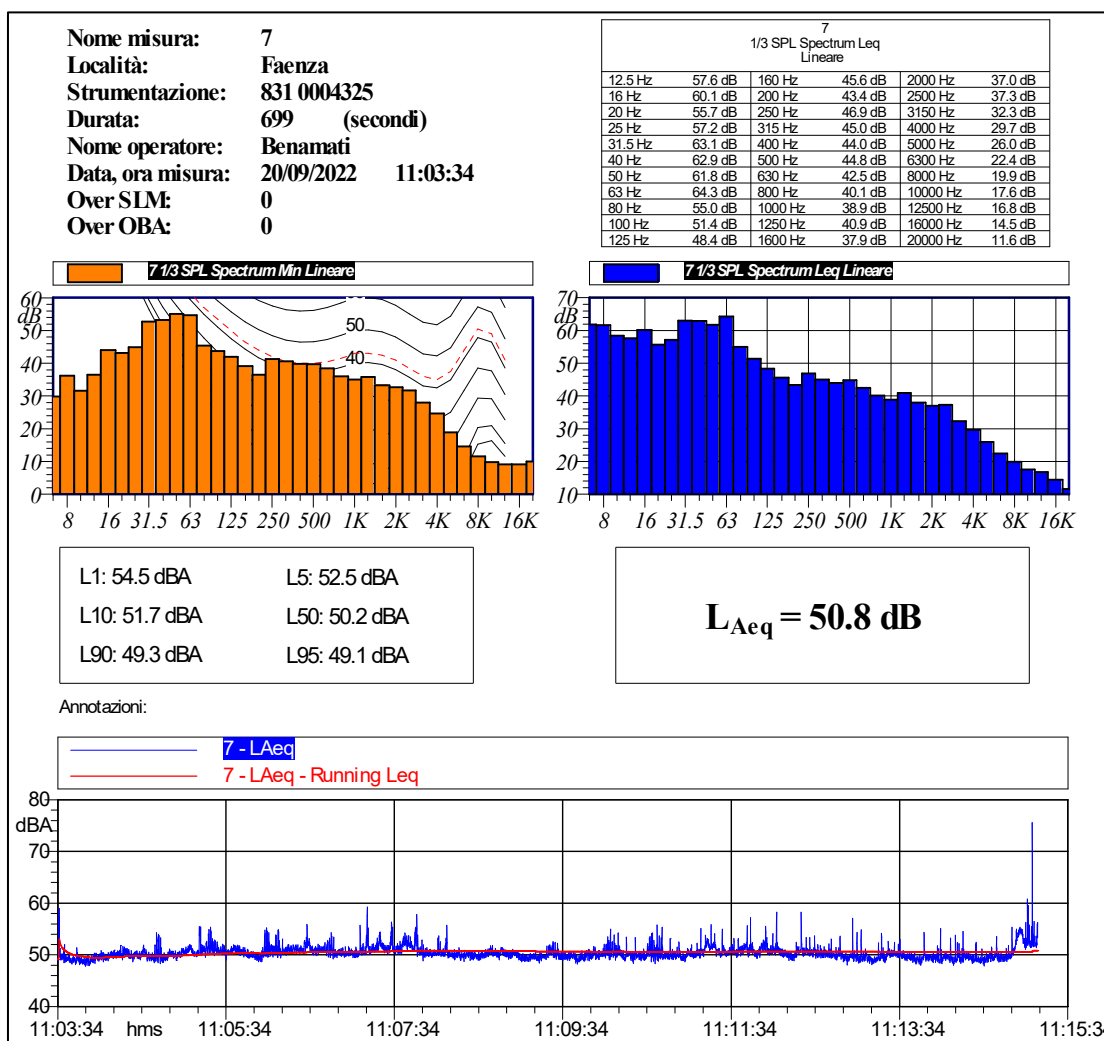 Nome misura: 7
Località: Faenza
Strumentazione: 831 0004325
Durata: 699 (secondi)
Nome operatore: Benamati
Data, ora misura: 20/09/2022 11:03:34
Over SLM: 0
Over OBA: 0
7
1/3 SPL Spectrum Leq
Lineare
12.5 Hz 57.6 dB 160 Hz 45.6 dB 2000 Hz 37.0 dB
16 Hz 60.1 dB 200 Hz 43.4 dB 2500 Hz 37.3 dB
20 Hz 55.7 dB 250 Hz 46.9 dB 3150 Hz 32.3 dB
25 Hz 57.2 dB 315 Hz 45.0 dB 4000 Hz 29.7 dB
31.5 Hz 63.1 dB 400 Hz 44.0 dB 5000 Hz 26.0 dB
40 Hz 62.9 dB 500 Hz 44.8 dB 6300 Hz 22.4 dB
50 Hz 61.8 dB 630 Hz 42.5 dB 8000 Hz 19.9 dB
63 Hz 64.3 dB 800 Hz 40.1 dB 10000 Hz 17.6 dB
80 Hz 55.0 dB 1000 Hz 38.9 dB 12500 Hz 16.8 dB
100 Hz 51.4 dB 1250 Hz 40.9 dB 16000 Hz 14.5 dB
125 Hz 48.4 dB 1600 Hz 37.9 dB 20000 Hz 11.6 dB
7 1/3 SPL Spectrum Min Lineare
60
dB
50
40
30
20
10
0
50
40
8 16 31.5 63 125 250 500 1K 2K 4K 8K 16K
7 1/3 SPL Spectrum Leq Lineare
70
dB
60
50
40
30
20
10
8 16 31.5 63 125 250 500 1K 2K 4K 8K 16K
L1: 54.5 dBA L5: 52.5 dBA
L10: 51.7 dBA L50: 50.2 dBA
L90: 49.3 dBA L95: 49.1 dBA
LAeq = 50.8 dB
Annotazioni:
7 - LAeq
7 - LAeq - Running Leq
80
dBA
70
60
50
40
11:03:34 hms 11:05:34 11:07:34 11:09:34 11:11:34 11:13:34 11:15:34